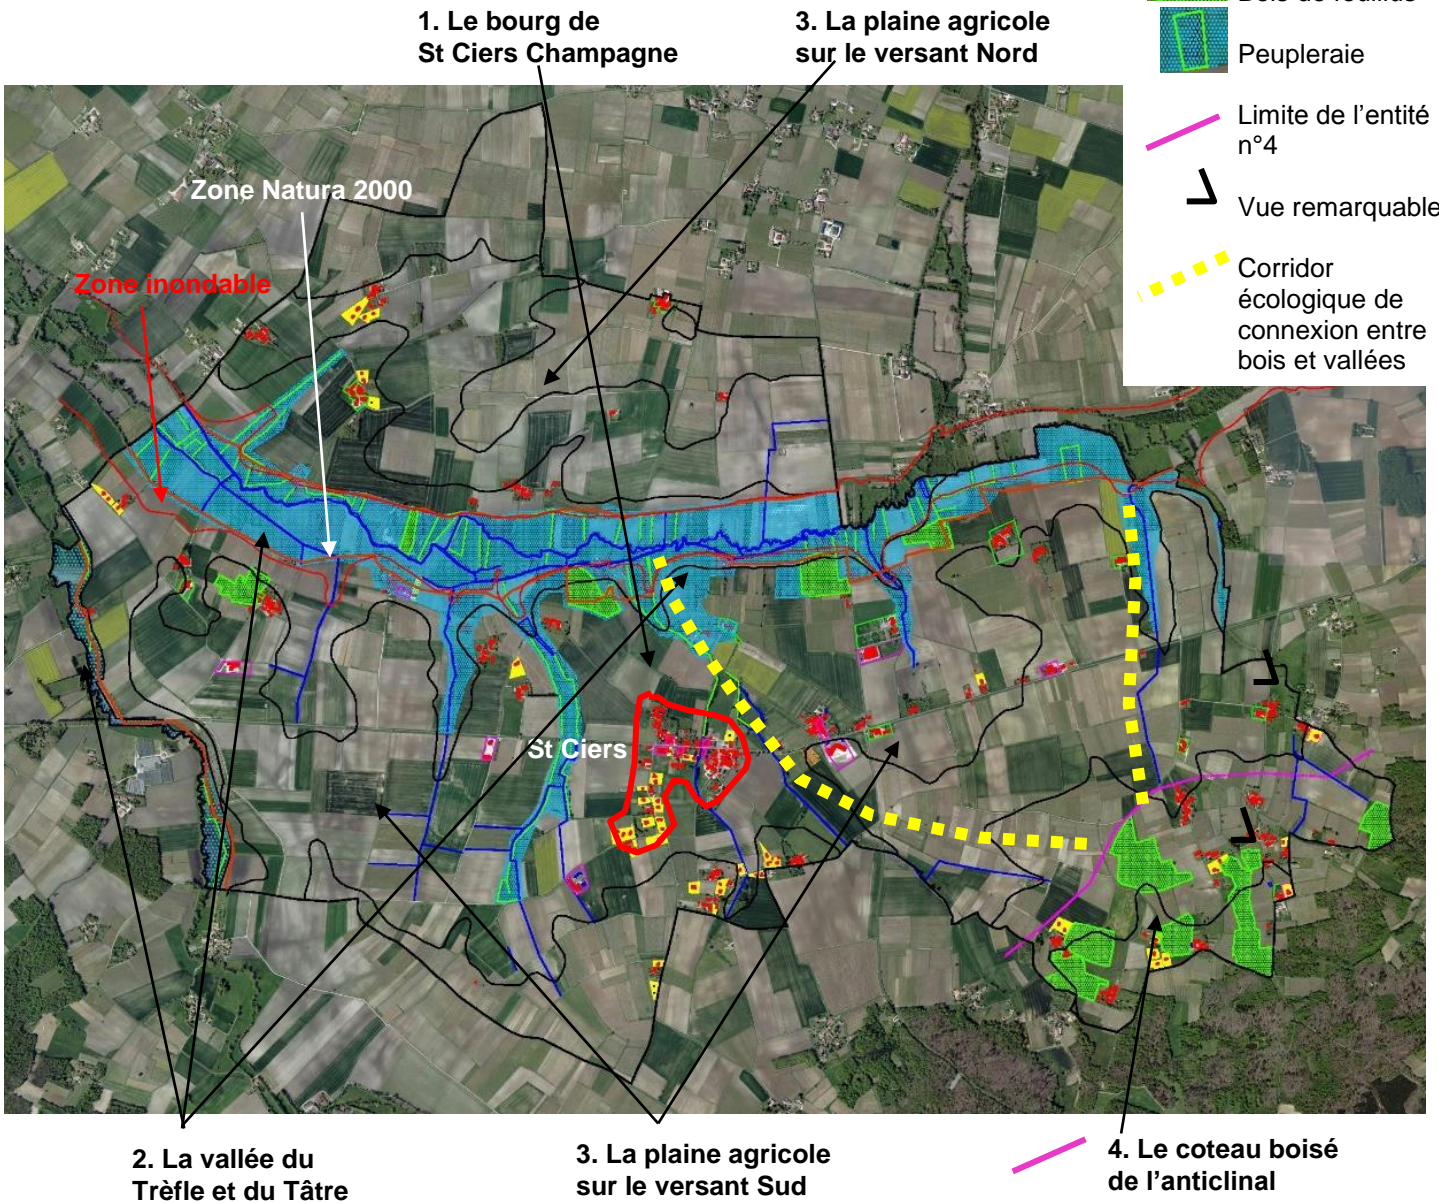 1. Le bourg de
St Ciers Champagne
3. La plaine agricole
sur le versant Nord
Bois de feuillus
Peupleraie
Limite de l'entité
n°4
Vue remarquable
Corridor
écologique de
connexion entre
bois et vallées
Zone Natura 2000
Zone inondable
St Ciers
2. La vallée du
Trèfle et du Tâtre
3. La plaine agricole
sur le versant Sud
4. Le coteau boisé
de l'anticlinal